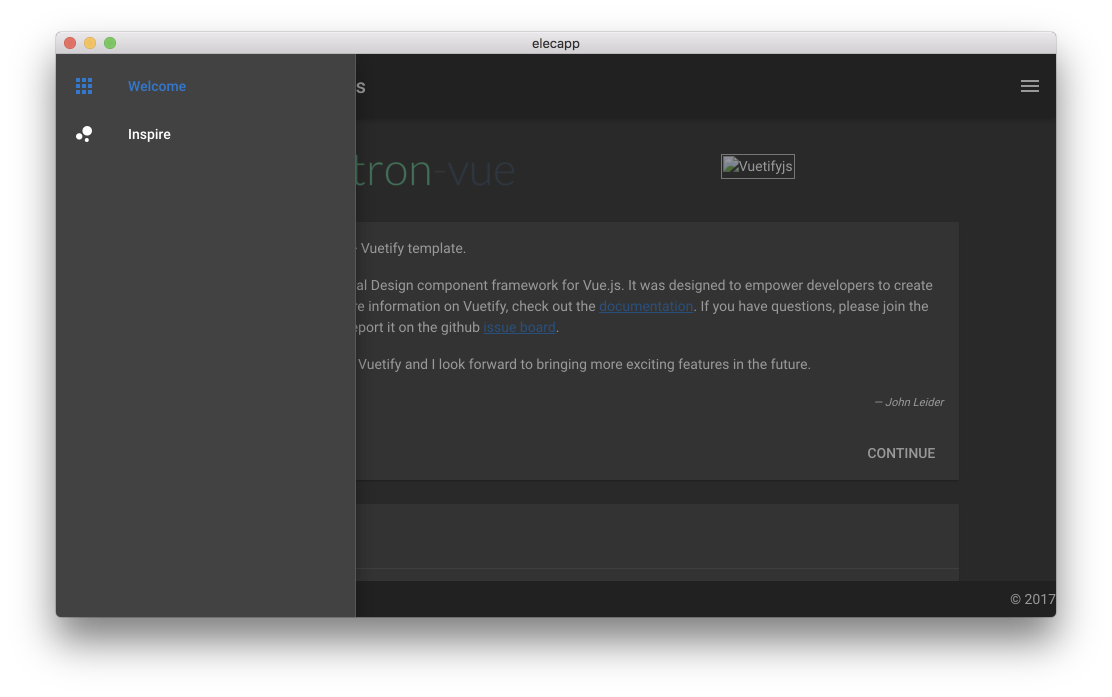 elecapp
Welcome
Inspire
s
tron-vue
Vuetifyjs
Vuetify template.
al Design component framework for Vue.js. It was designed to empower developers to create
re information on Vuetify, check out the documentation. If you have questions, please join the
eport it on the github issue board.
Vuetify and I look forward to bringing more exciting features in the future.
— John Leider
CONTINUE
© 2017